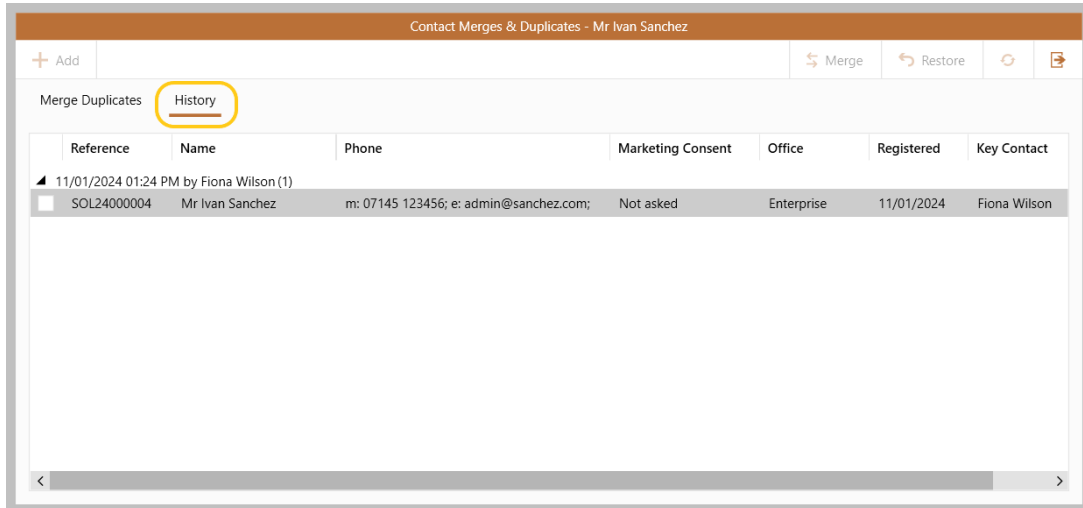 Contact Merges & Duplicates - Mr Ivan Sanchez
Add Merge Restore
Merge Duplicates History
Reference Name Phone Marketing Consent Office Registered Key Contact
11/01/2024 01:24 PM by Fiona Wilson (1)
SOL24000004 Mr Ivan Sanchez m: 07145 123456; e: admin@sanchez.com; Not asked Enterprise 11/01/2024 Fiona Wilson